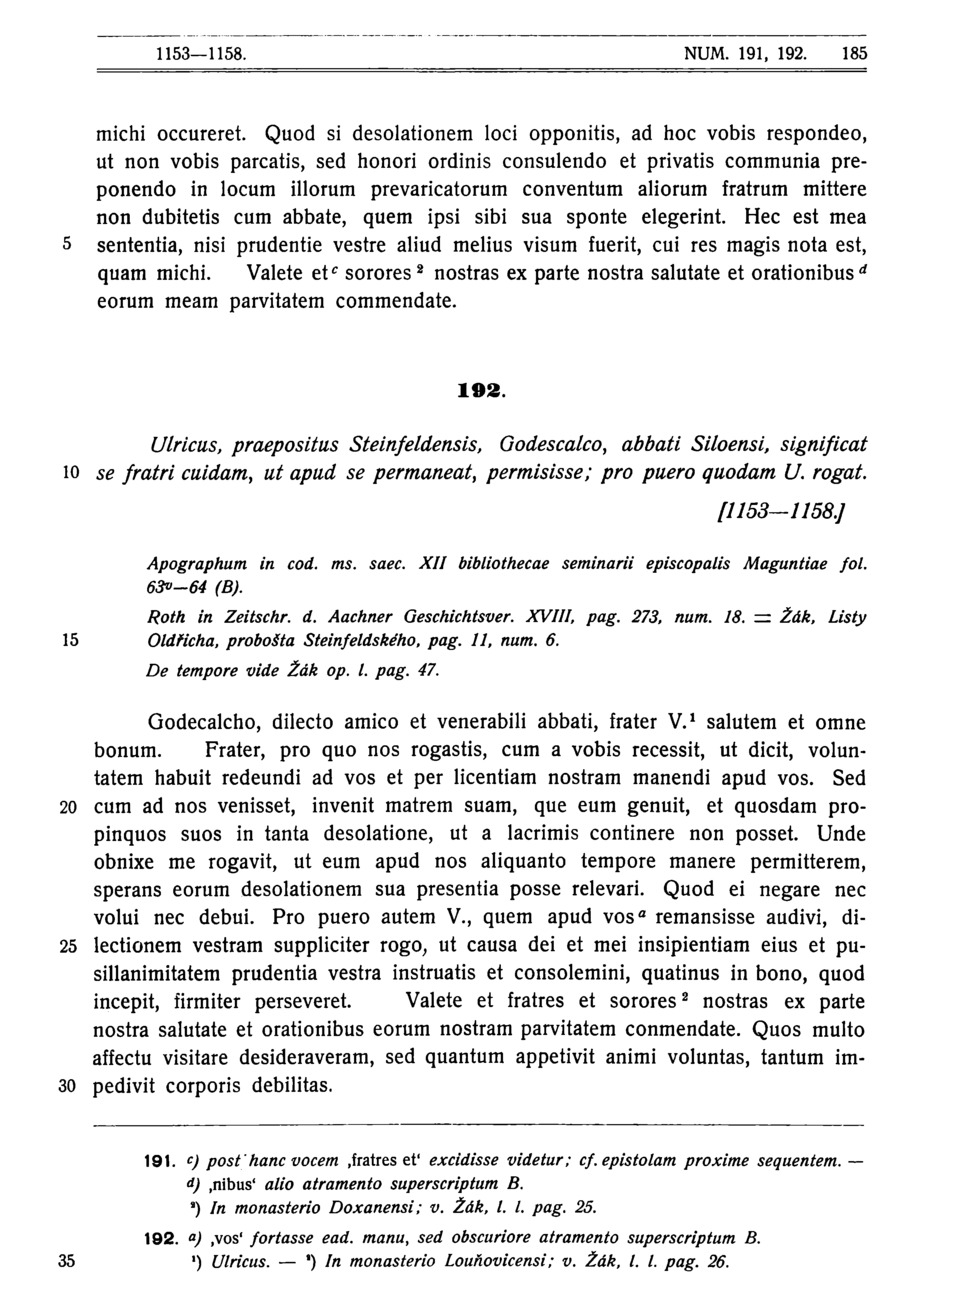 1153—1158. NUM. 191, 192. 185
michi occureret. Quod si desolationem loci opponitis, ad hoc vobis respondeo,
ut non vobis parcatis, sed honori ordinis consulendo et privatis communia pre-
ponendo in locum illorum prevaricatorum conventum aliorum fratrum mittere
non dubitetis cum abbate, quem ipsi sibi sua sponte elegerint. Hec est mea
5 sententia, nisi prudentie vestre aliud melius visum fuerit, cui res magis nota est,
quam michi. Valete et ᶜ sorores ² nostras ex parte nostra salutate et orationibus ᵈ
eorum meam parvitatem commendate.
192.
Ulricus, praepositus Steinfeldensis, Godescalco, abbati Siloensi, significat
10 se fratri cuidam, ut apud se permaneat, permisisse; pro puero quodam U. rogat.
[1153—1158.]
Apographum in cod. ms. saec. XII bibliothecae seminarii episcopalis Maguntiae fol.
63ᵛ—64 (B).
Roth in Zeitschr. d. Aachner Geschichtsver. XVIII, pag. 273, num. 18. = Žák, Listy
15 Oldřicha, probošta Steinfeldského, pag. 11, num. 6.
De tempore vide Žák op. l. pag. 47.
Godecalcho, dilecto amico et venerabili abbati, frater V.¹ salutem et omne
bonum. Frater, pro quo nos rogastis, cum a vobis recessit, ut dicit, volun-
tatem habuit redeundi ad vos et per licentiam nostram manendi apud vos. Sed
20 cum ad nos venisset, invenit matrem suam, que eum genuit, et quosdam pro-
pinquos suos in tanta desolatione, ut a lacrimis continere non posset. Unde
obnixe me rogavit, ut eum apud nos aliquanto tempore manere permitterem,
sperans eorum desolationem sua presentia posse relevari. Quod ei negare nec
volui nec debui. Pro puero autem V., quem apud vos ᵃ remansisse audivi, di-
25 lectionem vestram suppliciter rogo, ut causa dei et mei insipientiam eius et pu-
sillanimitatem prudentia vestra instruatis et consolemini, quatinus in bono, quod
incepit, firmiter perseveret. Valete et fratres et sorores ² nostras ex parte
nostra salutate et orationibus eorum nostram parvitatem conmendate. Quos multo
affectu visitare desideraveram, sed quantum appetivit animi voluntas, tantum im-
30 pedivit corporis debilitas.
191. c) post hanc vocem ‚fratres et‘ excidisse videtur; cf. epistolam proxime sequentem. —
d) ‚nibus‘ alio atramento superscriptum B.
²) In monasterio Doxanensi; v. Žák, l. l. pag. 25.
192. a) ‚vos‘ fortasse ead. manu, sed obscuriore atramento superscriptum B.
35 ¹) Ulricus. — ²) In monasterio Louňovicensi; v. Žák, l. l. pag. 26.